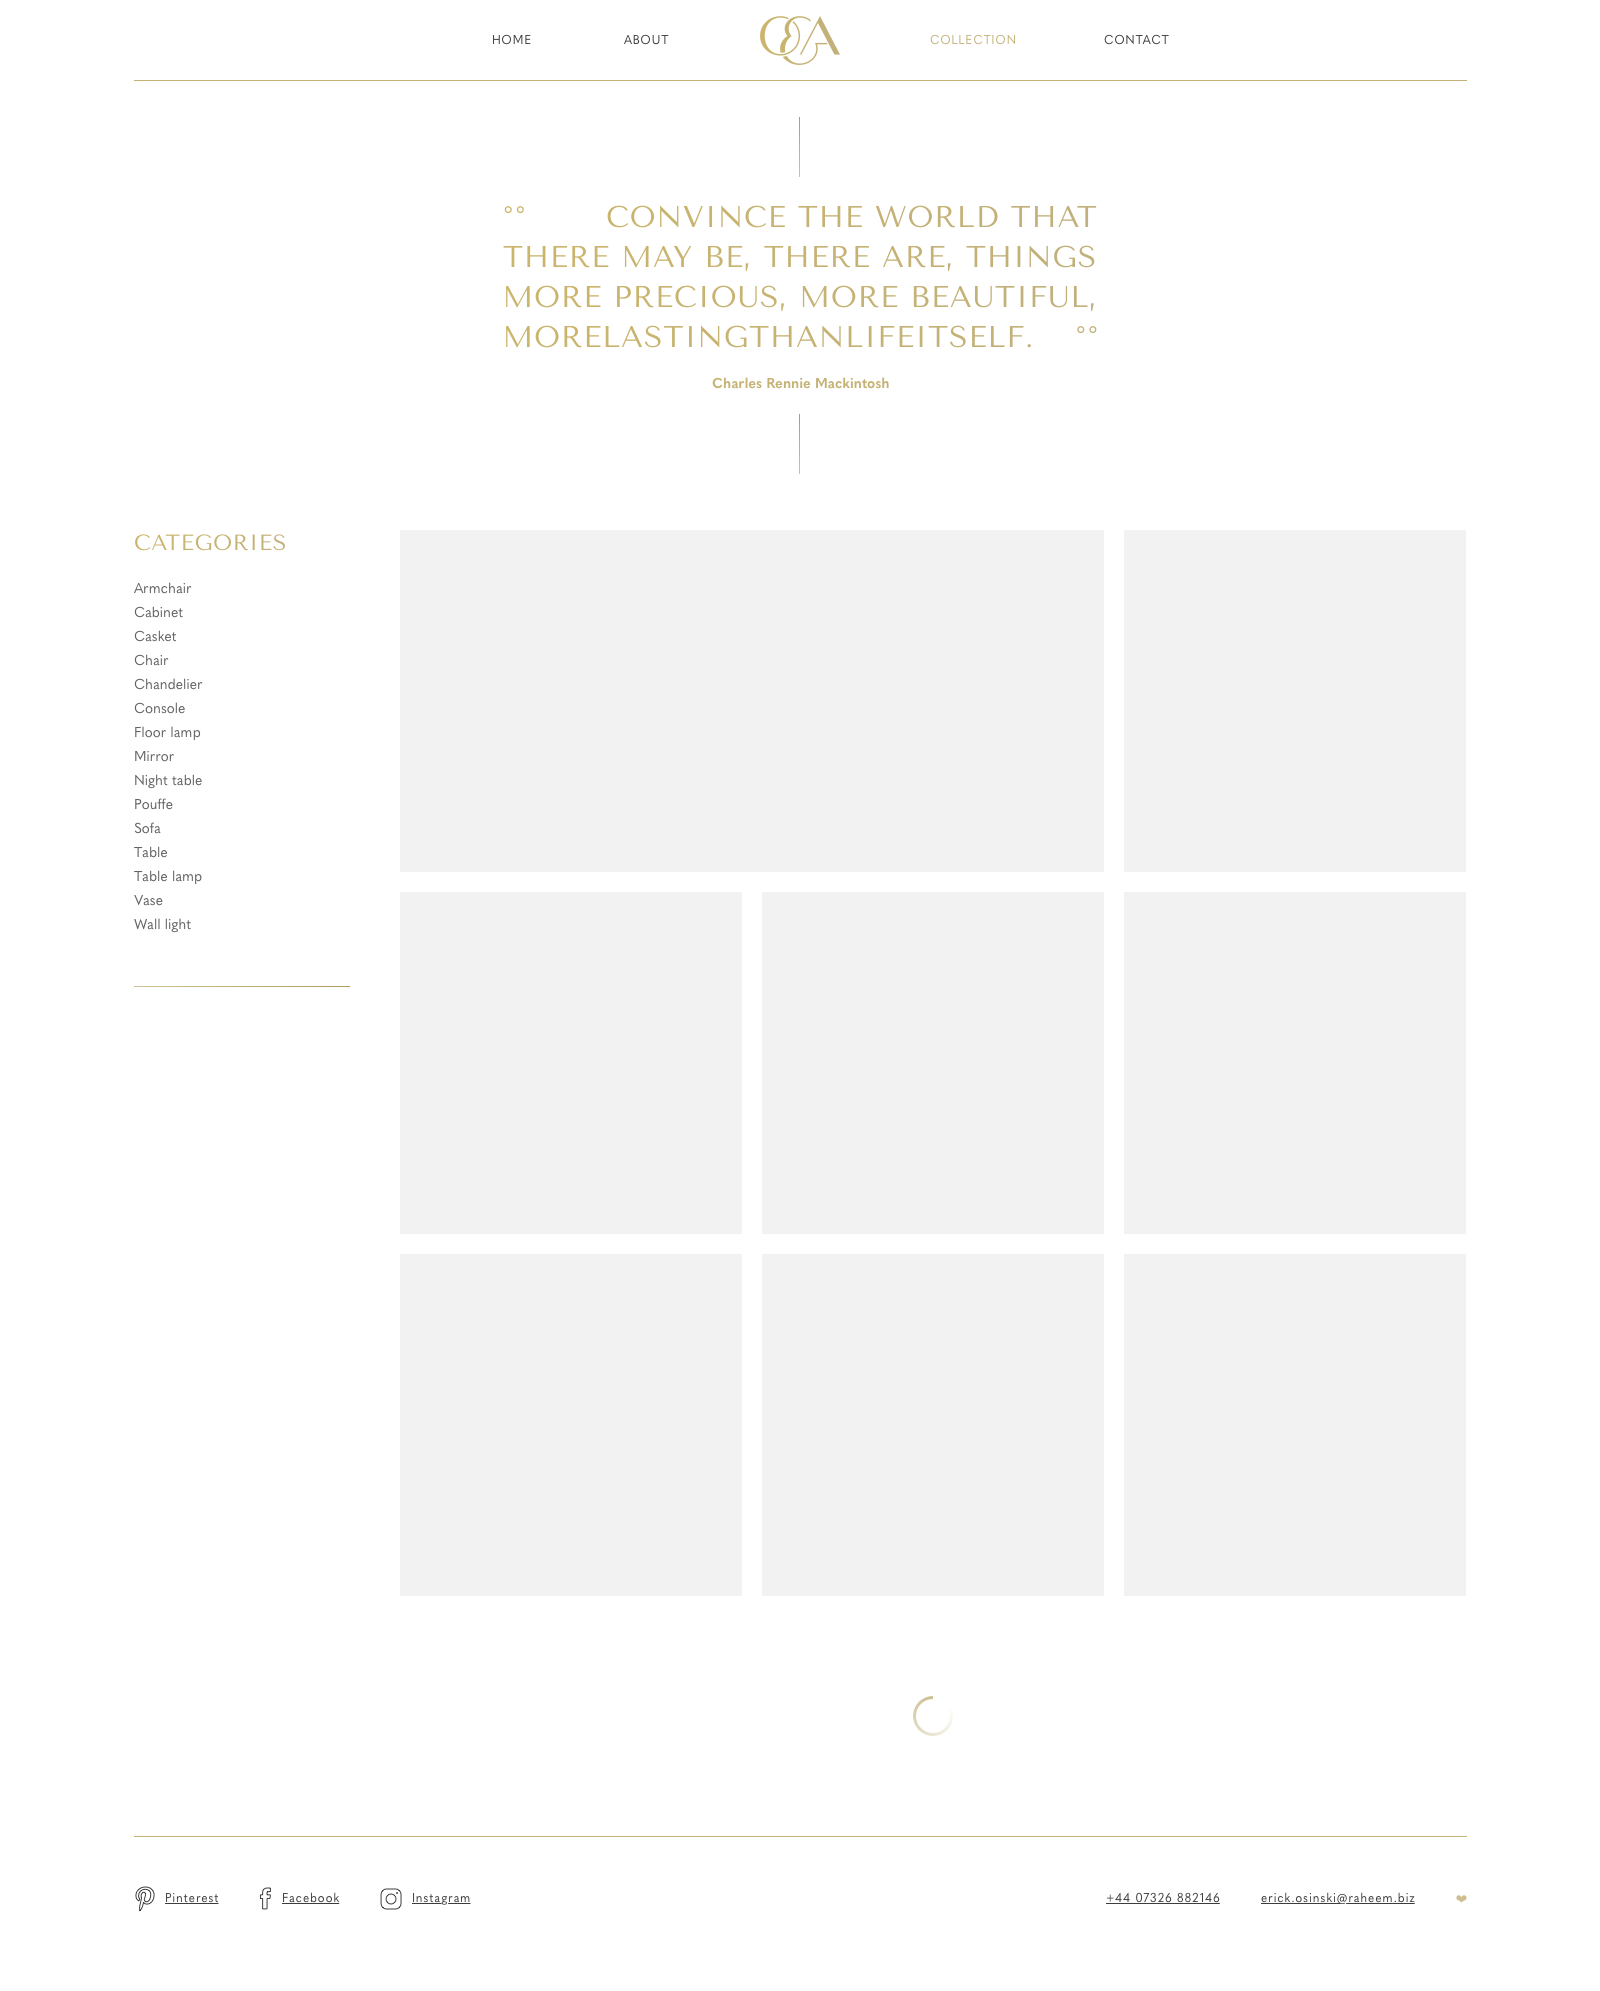 HOME ABOUT O&A COLLECTION CONTACT
°° CONVINCE THE WORLD THAT
THERE MAY BE, THERE ARE, THINGS
MORE PRECIOUS, MORE BEAUTIFUL,
MORELASTINGTHANLIFEITSELF. °°
Charles Rennie Mackintosh
CATEGORIES
Armchair
Cabinet
Casket
Chair
Chandelier
Console
Floor lamp
Mirror
Night table
Pouffe
Sofa
Table
Table lamp
Vase
Wall light
Pinterest Facebook Instagram +44 07326 882146 erick.osinski@raheem.biz ❤